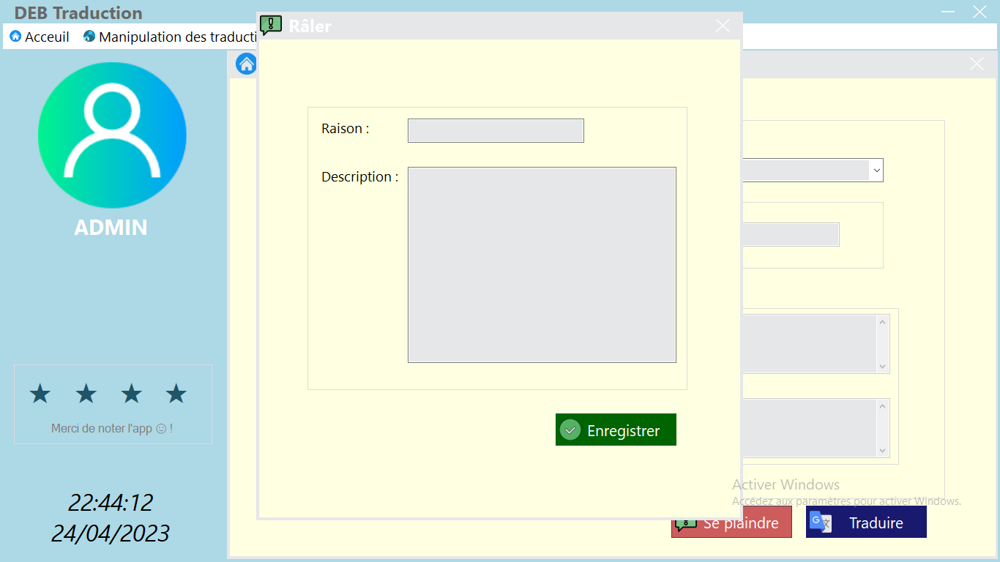 DEB Traduction
Râler
Acceuil
Manipulation des traducti
ADMIN
Raison :
Description :
Merci de noter l'app ☺ !
Enregistrer
22:44:12
24/04/2023
Activer Windows
Accédez aux paramètres pour activer Windows.
Se plaindre
Traduire